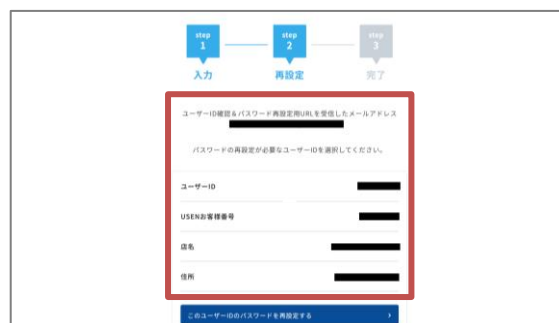 step
1
step
2
step
3
入力
再設定
完了
ユーザーID確認&パスワード再設定用URLを受信したメールアドレス
パスワードの再設定が必要なユーザーIDを選択してください。
ユーザーID
USENお客様番号
店名
住所
このユーザーIDのパスワードを再設定する